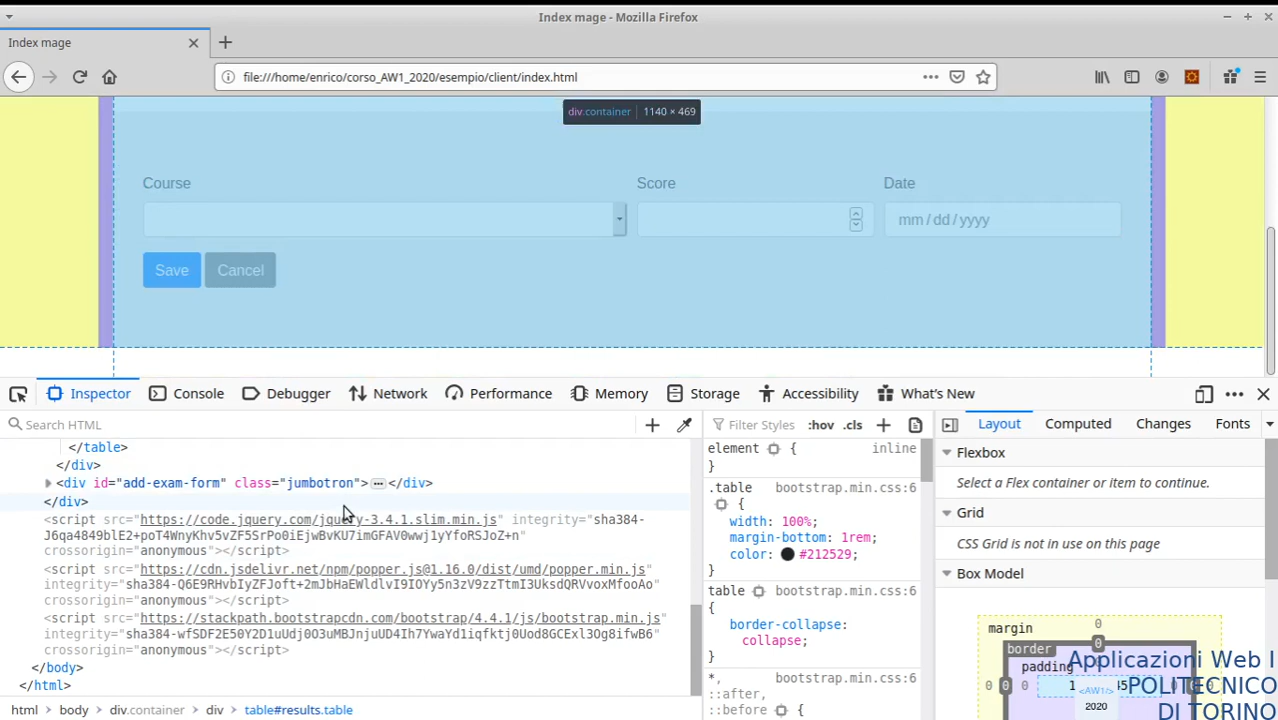 Index mage - Mozilla Firefox
Index mage
file:///home/enrico/corso_AW1_2020/esempio/client/index.html
div.container 1140 × 469
Course Score Date
mm / dd / yyyy
Save Cancel
Inspector Console Debugger Network Performance Memory Storage Accessibility What's New
Search HTML
Filter Styles :hov .cls
Layout Computed Changes Fonts
</table>
</div>
<div id="add-exam-form" class="jumbotron"> </div>
</div>
<script src="https://code.jquery.com/jquery-3.4.1.slim.min.js" integrity="sha384-
J6qa4849blE2+poT4WnyKhv5vZF5SrPo0iEjwBvKU7imGFAV0wwj1yYfoRSJoZ+n"
crossorigin="anonymous"></script>
<script src="https://cdn.jsdelivr.net/npm/popper.js@1.16.0/dist/umd/popper.min.js"
integrity="sha384-Q6E9RHvbIyZFJoft+2mJbHaEWldlvI9IOYy5n3zV9zzTtmI3UksdQRVvoxMfooAo"
crossorigin="anonymous"></script>
<script src="https://stackpath.bootstrapcdn.com/bootstrap/4.4.1/js/bootstrap.min.js"
integrity="sha384-wfSDF2E50Y2D1uUdj0O3uMBJnjuUD4Ih7YwaYd1iqfktj0Uod8GCExl3Og8ifwB6"
crossorigin="anonymous"></script>
</body>
</html>
html body div.container div table#results.table
element { inline
}
.table bootstrap.min.css:6
{
width: 100%;
margin-bottom: 1rem;
color: #212529;
}
table bootstrap.min.css:6
{
border-collapse:
collapse;
}
*, bootstrap.min.css:6
::after,
::before {
Flexbox
Select a Flex container or item to continue.
Grid
CSS Grid is not in use on this page
Box Model
margin 0
border 0
padding
0 0 0 0 0
Applicazioni Web I
POLITECNICO
DI TORINO
<AW1/>
2020